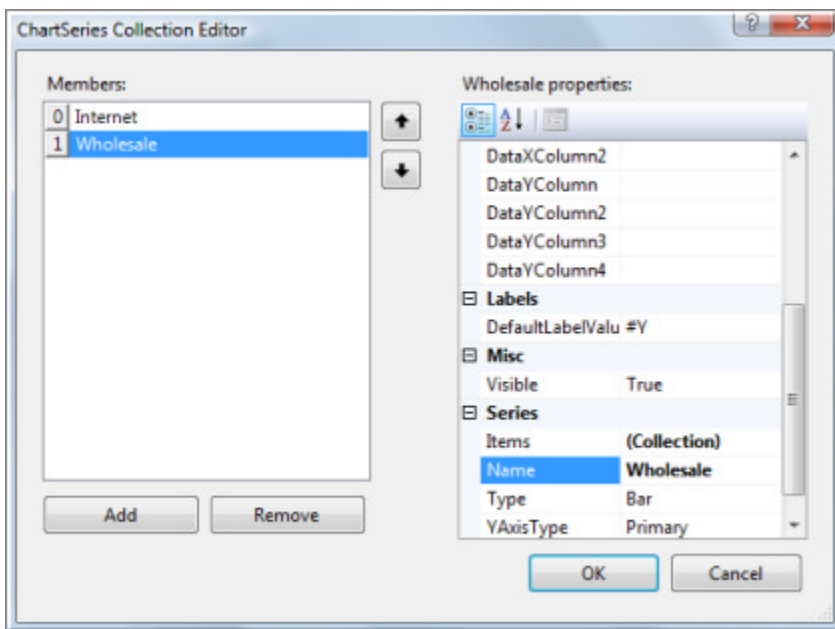 ChartSeries Collection Editor
Members:
0 Internet
1 Wholesale
Add
Remove
Wholesale properties:
DataXColumn2
DataYColumn
DataYColumn2
DataYColumn3
DataYColumn4
Labels
DefaultLabelValu #Y
Misc
Visible True
Series
Items (Collection)
Name Wholesale
Type Bar
YAxisType Primary
OK
Cancel